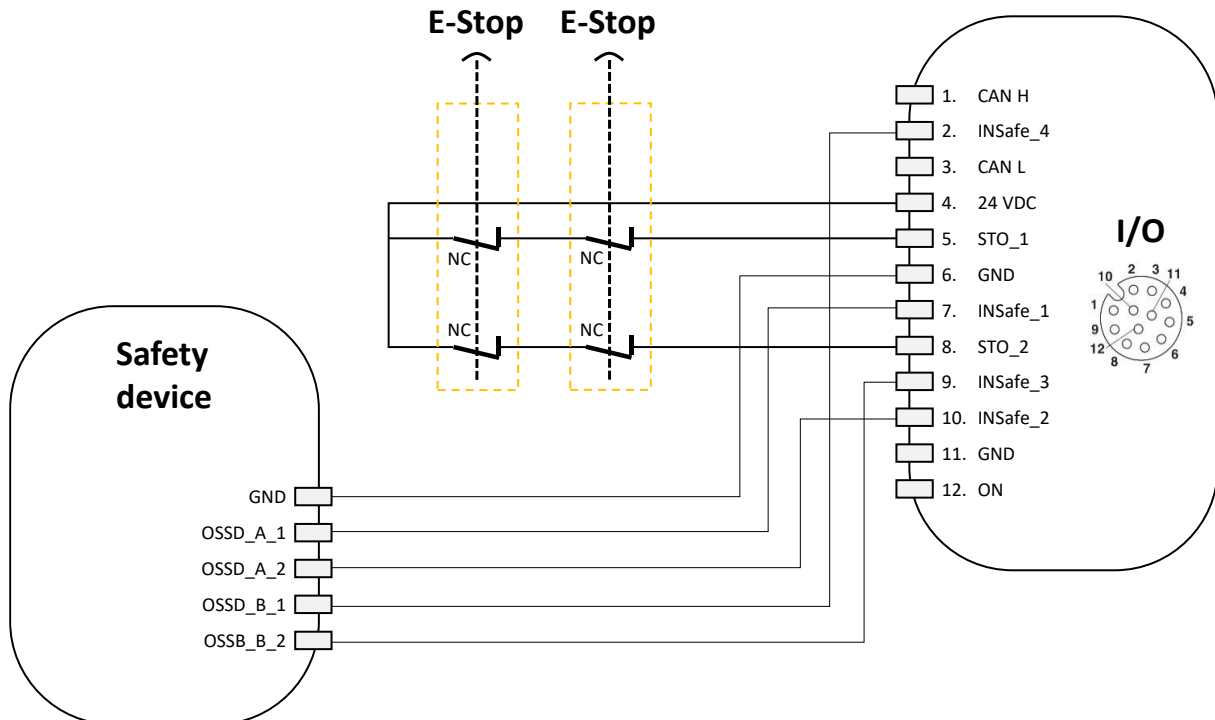 E-Stop E-Stop
1. CAN H
2. INSafe_4
3. CAN L
4. 24 VDC
5. STO_1
6. GND
7. INSafe_1
8. STO_2
9. INSafe_3
10. INSafe_2
11. GND
12. ON
NC NC
NC NC
I/O
10 2 3 11
1 4
9 5
12 6
8 7
Safety
device
GND
OSSD_A_1
OSSD_A_2
OSSD_B_1
OSSB_B_2